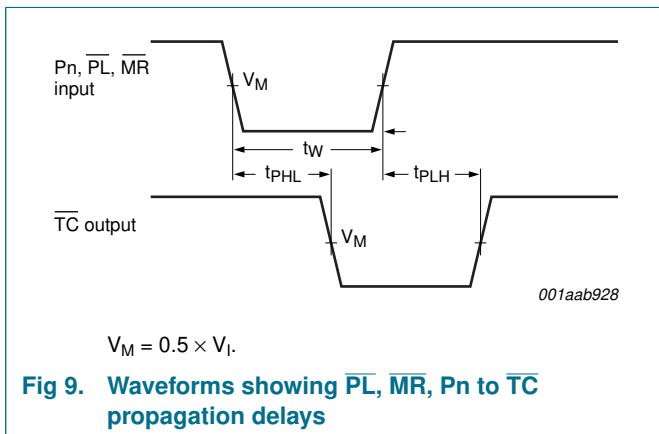 Pn, PL, MR
input
VM
tW
tPHL
tPLH
TC output
VM
001aab928
VM = 0.5 × VI.
Fig 9. Waveforms showing PL, MR, Pn to TC
propagation delays